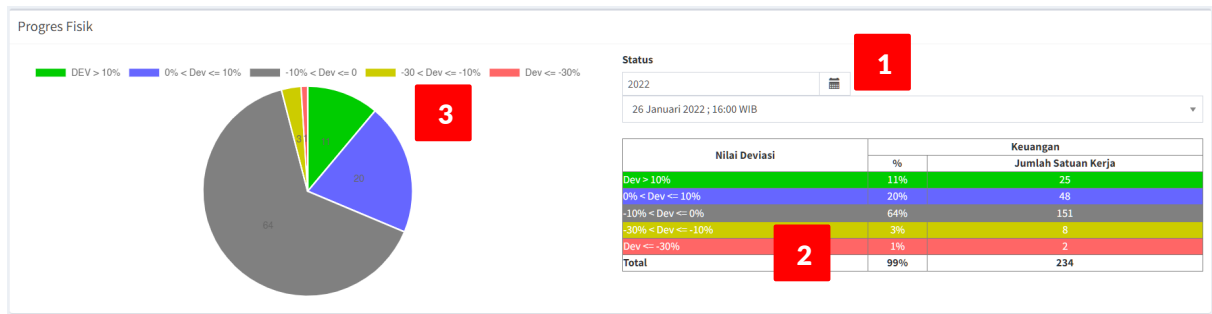 Progres Fisik
DEV > 10% 0% < Dev <= 10% -10% < Dev <= 0 -30 < Dev <= -10% Dev <= -30%
3
3 1 11
20
64
Status
1
2022
26 Januari 2022 ; 16:00 WIB
Nilai Deviasi Keuangan
% Jumlah Satuan Kerja
Dev > 10% 11% 25
0% < Dev <= 10% 20% 48
-10% < Dev <= 0% 64% 151
-30% < Dev <= -10% 3% 8
Dev <= -30% 1% 2
2
Total 99% 234